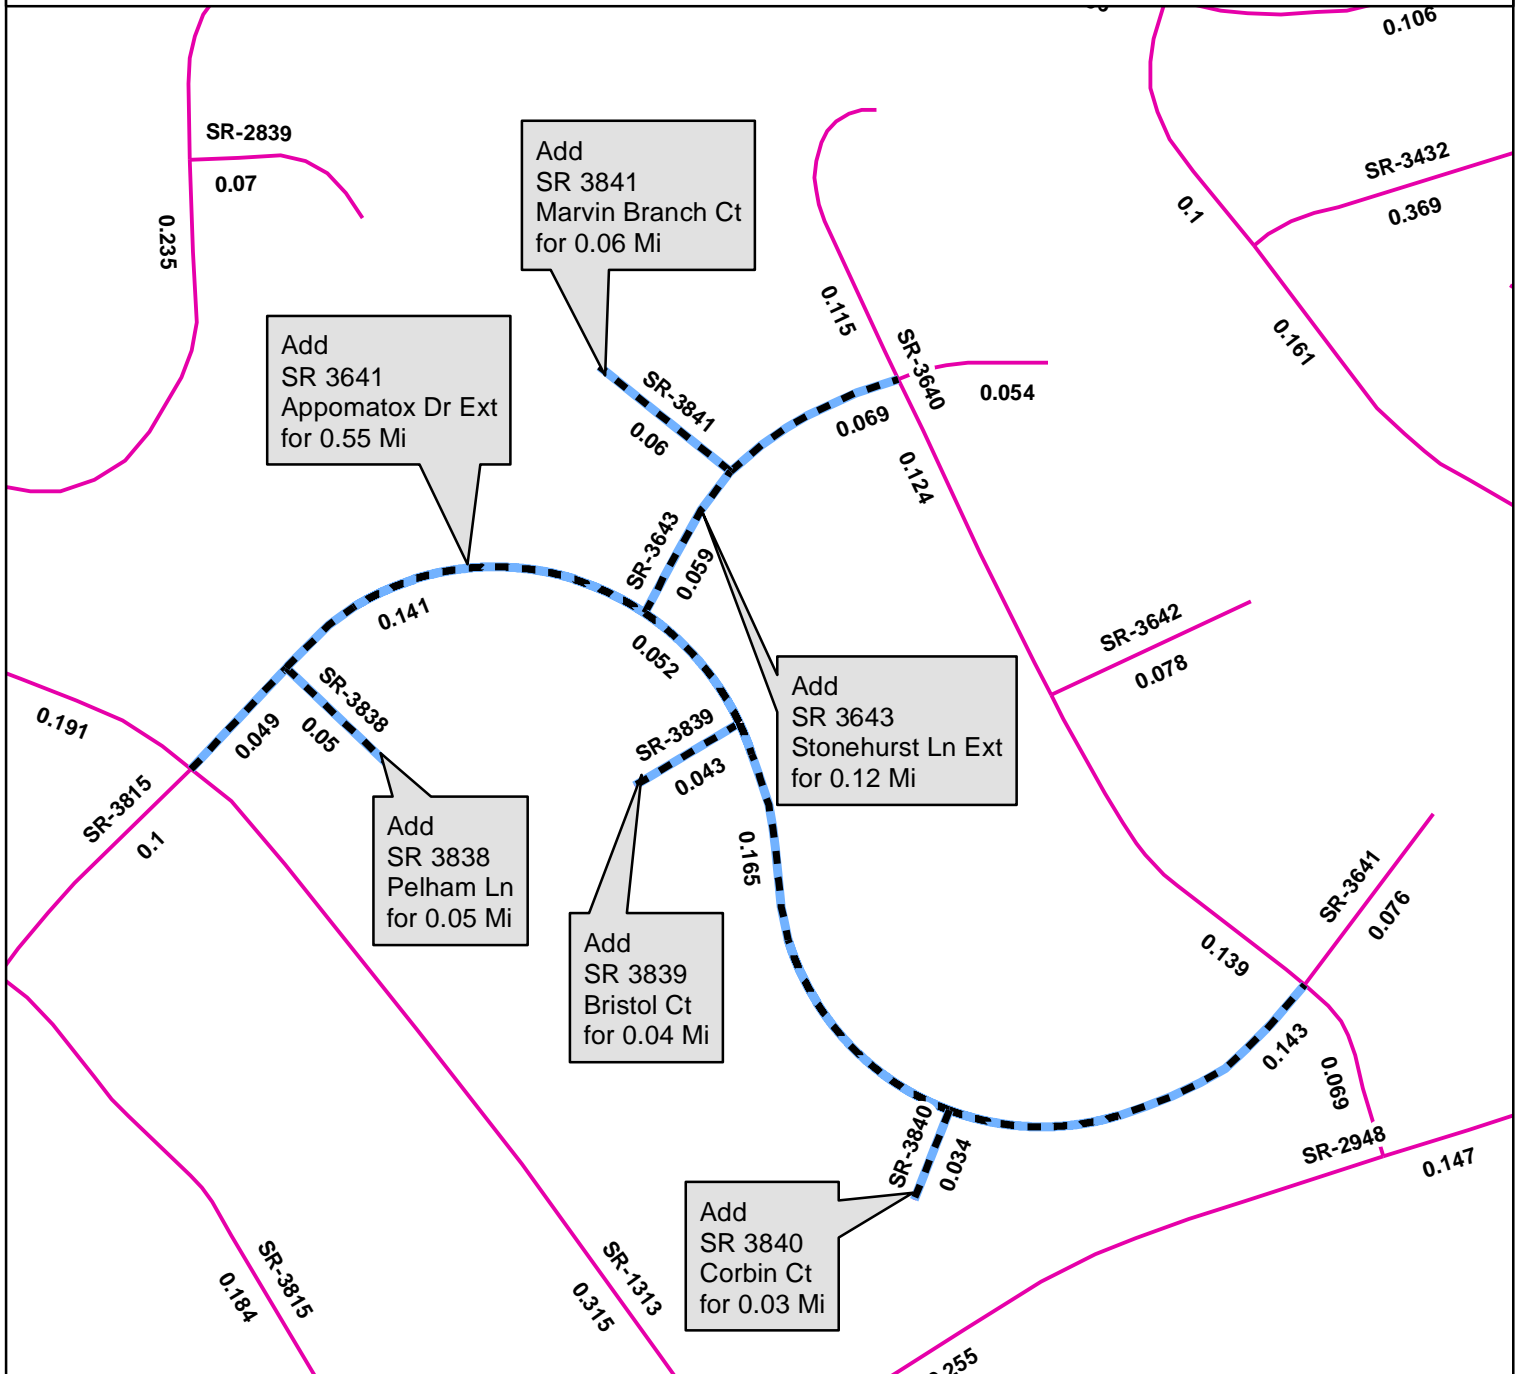 0.106
SR-2839
0.07
0.235
Add
SR 3841
Marvin Branch Ct
for 0.06 Mi
SR-3432
0.369
0.1
0.161
0.115
SR-3640
0.054
0.069
0.124
Add
SR 3641
Appomatox Dr Ext
for 0.55 Mi
SR-3841
0.06
SR-3643
0.059
0.141
0.052
SR-3642
0.078
Add
SR 3643
Stonehurst Ln Ext
for 0.12 Mi
0.191
0.049
SR-3838
0.05
SR-3839
0.043
SR-3815
0.1
Add
SR 3838
Pelham Ln
for 0.05 Mi
0.165
Add
SR 3839
Bristol Ct
for 0.04 Mi
SR-3641
0.076
0.139
0.143
0.069
SR-2948
0.147
SR-3840
0.034
Add
SR 3840
Corbin Ct
for 0.03 Mi
SR-3815
0.184
SR-1313
0.315
.255